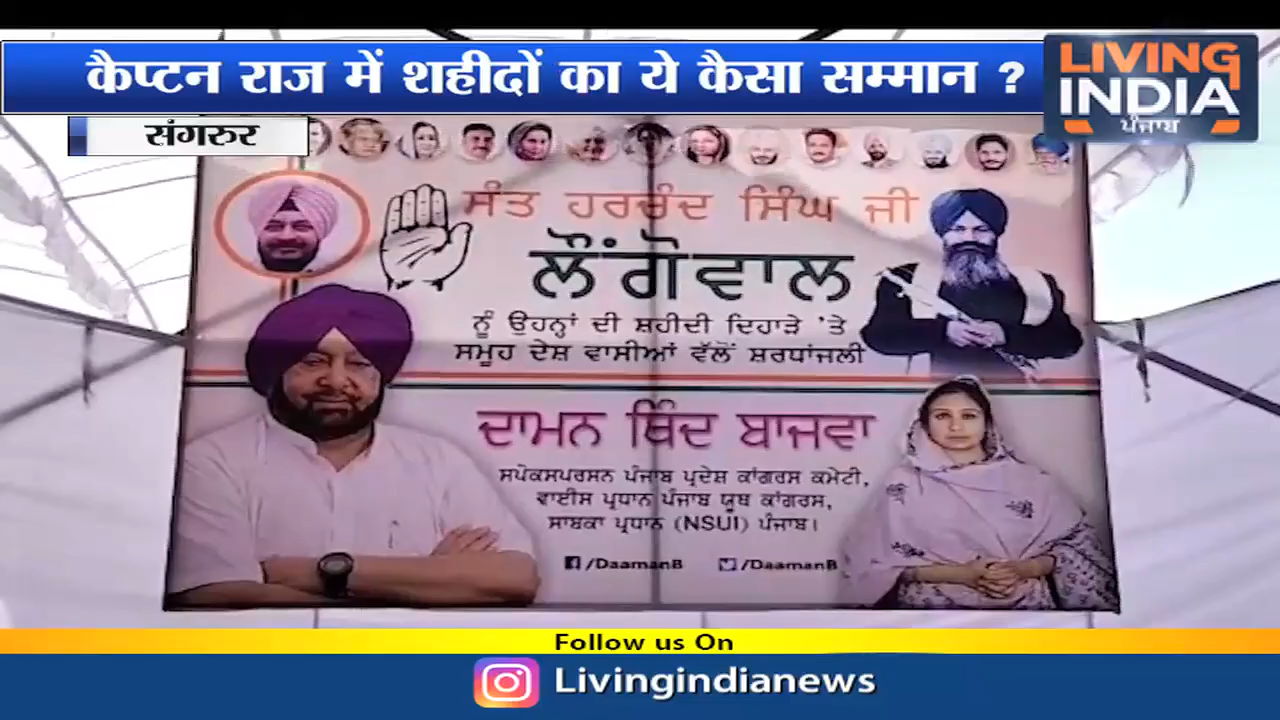 कैप्टन राज में शहीदों का ये कैसा सम्मान ?
LIVING
INDIA
ਪੰਜਾਬ
संगरुर
ਸੰਤ ਹਰਚੰਦ ਸਿੰਘ ਜੀ
ਲੌਂਗੋਵਾਲ
ਨੂੰ ਉਹਨ੍ਹਾਂ ਦੀ ਸ਼ਹੀਦੀ ਦਿਹਾੜੇ 'ਤੇ
ਸਮੂਹ ਦੇਸ਼ ਵਾਸੀਆਂ ਵੱਲੋਂ ਸ਼ਰਧਾਂਜਲੀ
ਦਾਮਨ ਥਿੰਦ ਬਾਜਵਾ
ਸਪੋਕਸਪਰਸਨ ਪੰਜਾਬ ਪ੍ਰਦੇਸ਼ ਕਾਂਗਰਸ ਕਮੇਟੀ,
ਵਾਈਸ ਪ੍ਰਧਾਨ ਪੰਜਾਬ ਯੂਥ ਕਾਂਗਰਸ,
ਸਾਬਕਾ ਪ੍ਰਧਾਨ (NSUI) ਪੰਜਾਬ।
/DaamanB /DaamanB
Follow us On
Livingindianews